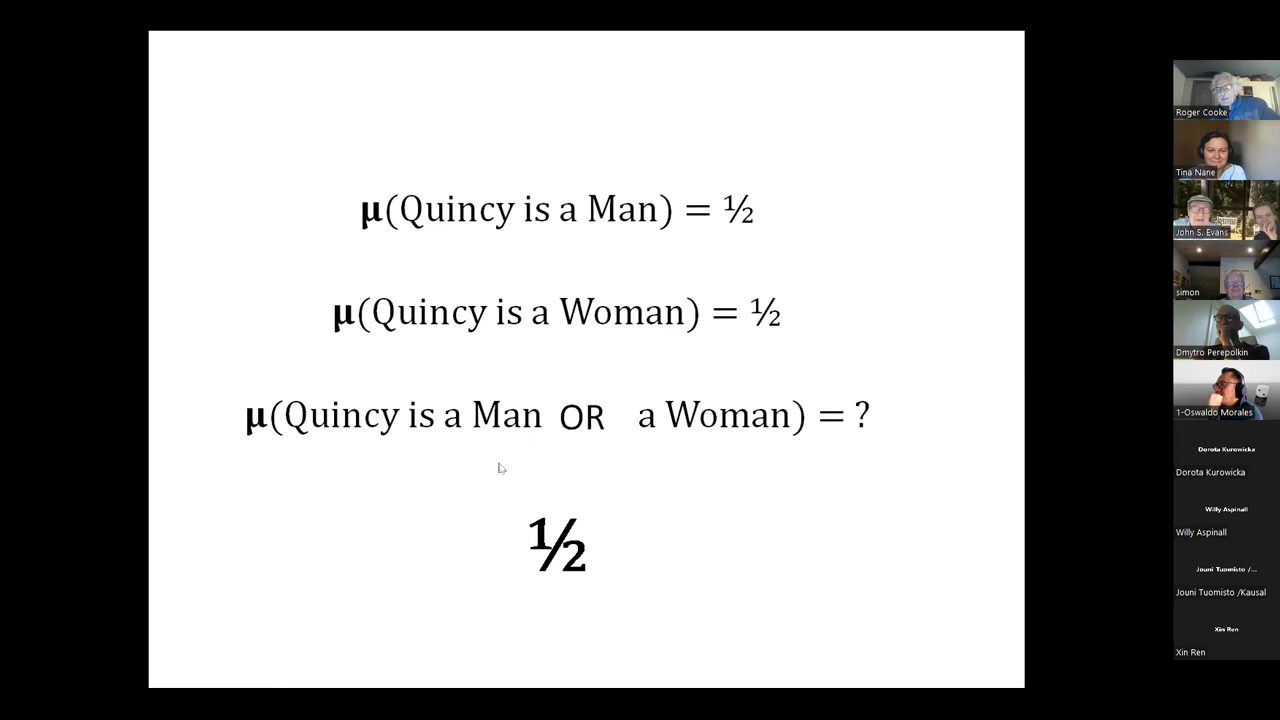 μ(Quincy is a Man) = ½
μ(Quincy is a Woman) = ½
μ(Quincy is a Man OR a Woman) = ?
½
Roger Cooke
Tina Nane
John S. Evans
simon
Dmytro Perepolkin
1-Oswaldo Morales
Dorota Kurowicka
Dorota Kurowicka
Willy Aspinall
Willy Aspinall
Jouni Tuomisto /...
Jouni Tuomisto /Kausal
Xin Ren
Xin Ren